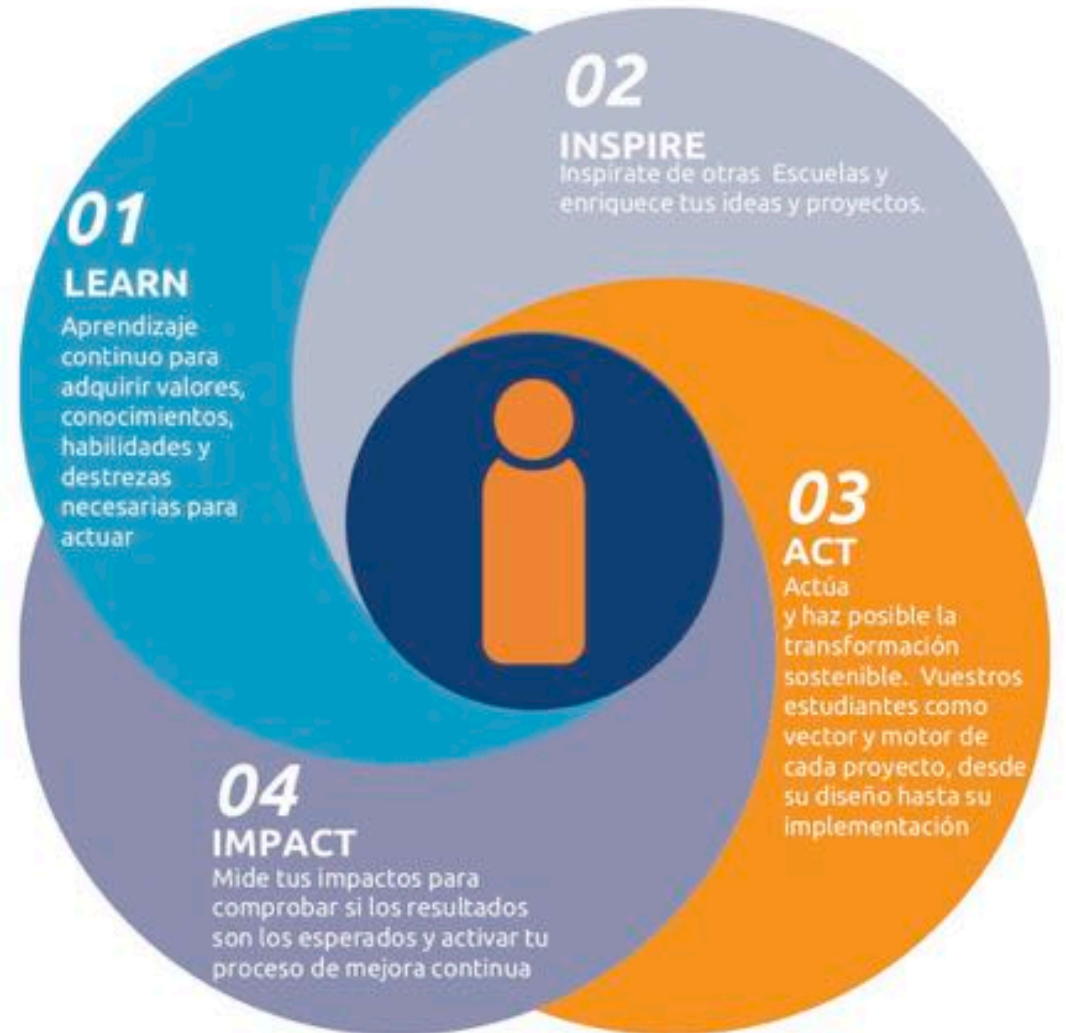 01
LEARN
Aprendizaje
continuo para
adquirir valores,
conocimientos,
habilidades y
destrezas
necesarias para
actuar
02
INSPIRE
Inspírate de otras Escuelas y
enriquece tus ideas y proyectos.
03
ACT
Actúa
y haz posible la
transformación
sostenible. Vuestros
estudiantes como
vector y motor de
cada proyecto, desde
su diseño hasta su
implementación
04
IMPACT
Mide tus impactos para
comprobar si los resultados
son los esperados y activar tu
proceso de mejora continua